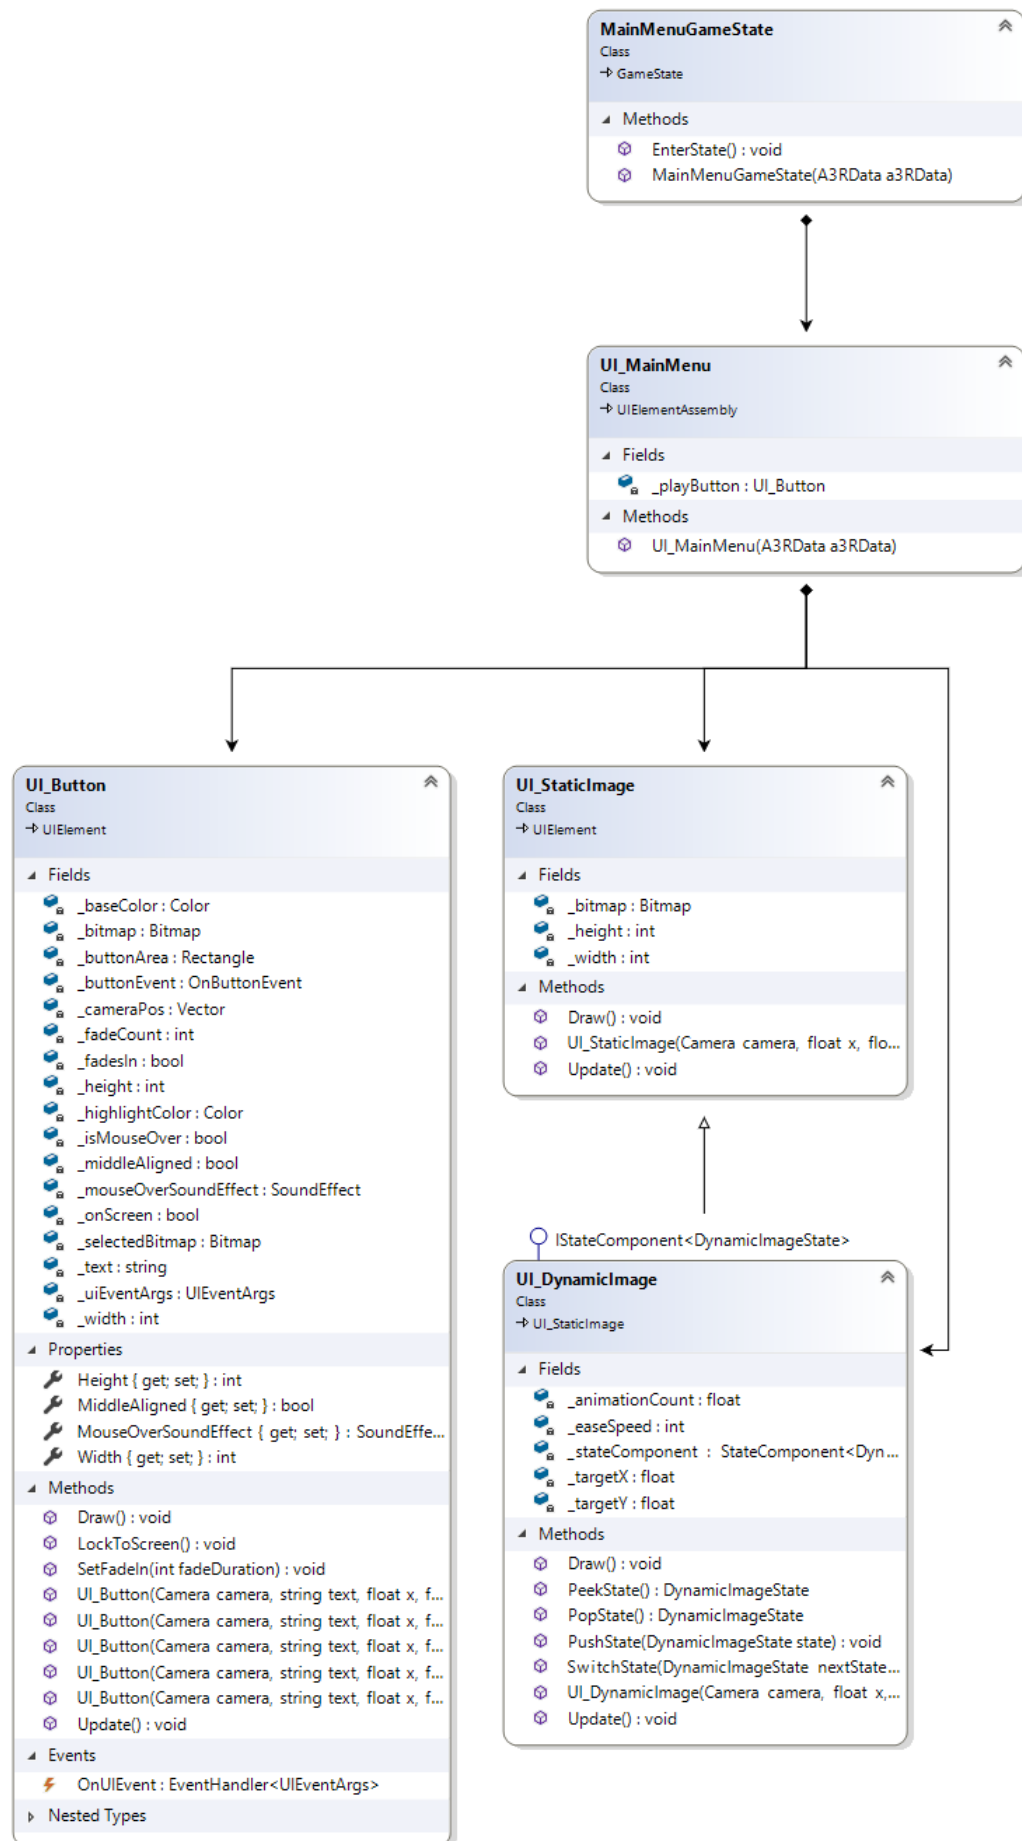 MainMenuGameState
Class
GameState
Methods
EnterState() : void
MainMenuGameState(A3RData a3RData)
UI_MainMenu
Class
UIElementAssembly
Fields
_playButton : UI_Button
Methods
UI_MainMenu(A3RData a3RData)
UI_Button
Class
UIElement
Fields
_baseColor : Color
_bitmap : Bitmap
_buttonArea : Rectangle
_buttonEvent : OnButtonEvent
_cameraPos : Vector
_fadeCount : int
_fadesIn : bool
_height : int
_highlightColor : Color
_isMouseOver : bool
_middleAligned : bool
_mouseOverSoundEffect : SoundEffect
_onScreen : bool
_selectedBitmap : Bitmap
_text : string
_uiEventArgs : UIEventArgs
_width : int
Properties
Height { get; set; } : int
MiddleAligned { get; set; } : bool
MouseOverSoundEffect { get; set; } : SoundEffe...
Width { get; set; } : int
Methods
Draw() : void
LockToScreen() : void
SetFadeIn(int fadeDuration) : void
UI_Button(Camera camera, string text, float x, f...
UI_Button(Camera camera, string text, float x, f...
UI_Button(Camera camera, string text, float x, f...
UI_Button(Camera camera, string text, float x, f...
UI_Button(Camera camera, string text, float x, f...
Update() : void
Events
OnUIEvent : EventHandler<UIEventArgs>
Nested Types
UI_StaticImage
Class
UIElement
Fields
_bitmap : Bitmap
_height : int
_width : int
Methods
Draw() : void
UI_StaticImage(Camera camera, float x, flo...
Update() : void
IStateComponent<DynamicImageState>
UI_DynamicImage
Class
UI_StaticImage
Fields
_animationCount : float
_easeSpeed : int
_stateComponent : StateComponent<Dyn...
_targetX : float
_targetY : float
Methods
Draw() : void
PeekState() : DynamicImageState
PopState() : DynamicImageState
PushState(DynamicImageState state) : void
SwitchState(DynamicImageState nextState...
UI_DynamicImage(Camera camera, float x,...
Update() : void